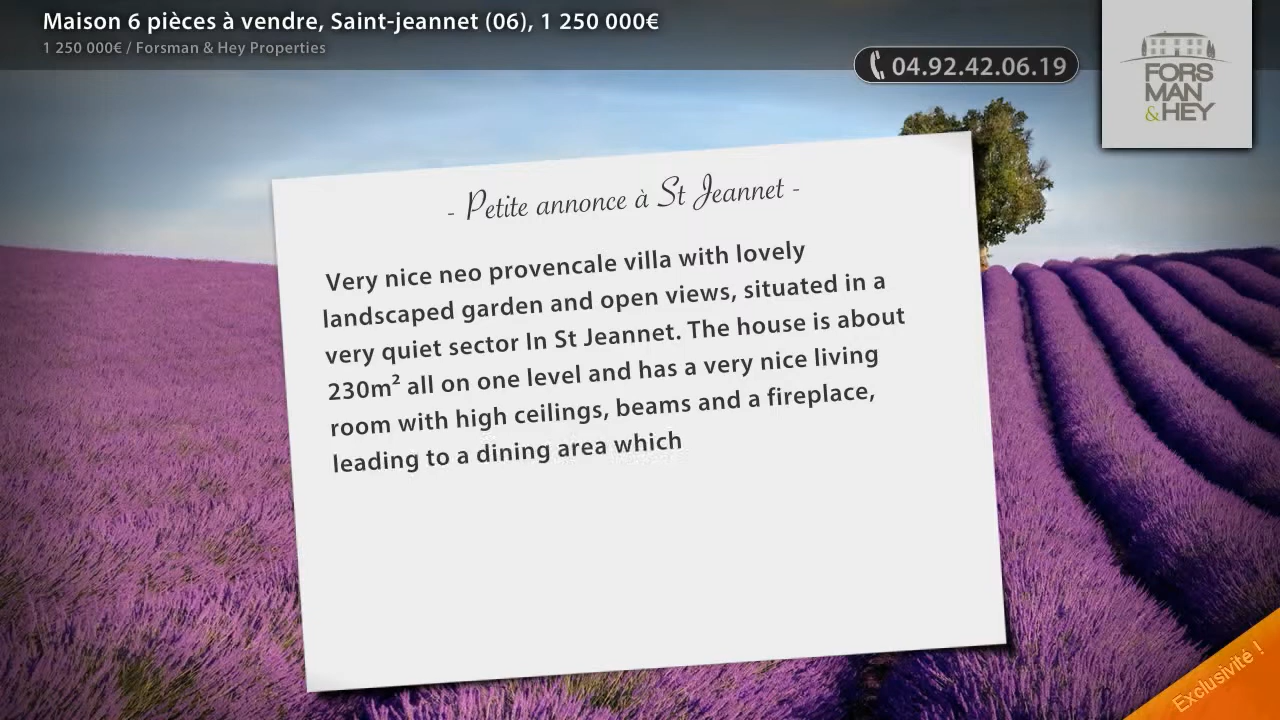 Maison 6 pièces à vendre, Saint-jeannet (06), 1 250 000€
1 250 000€ / Forsman & Hey Properties
04.92.42.06.19
FORS
MAN
&HEY
- Petite annonce à St Jeannet -
Very nice neo provencale villa with lovely
landscaped garden and open views, situated in a
very quiet sector In St Jeannet. The house is about
230m² all on one level and has a very nice living
room with high ceilings, beams and a fireplace,
leading to a dining area which
Exclusivité !